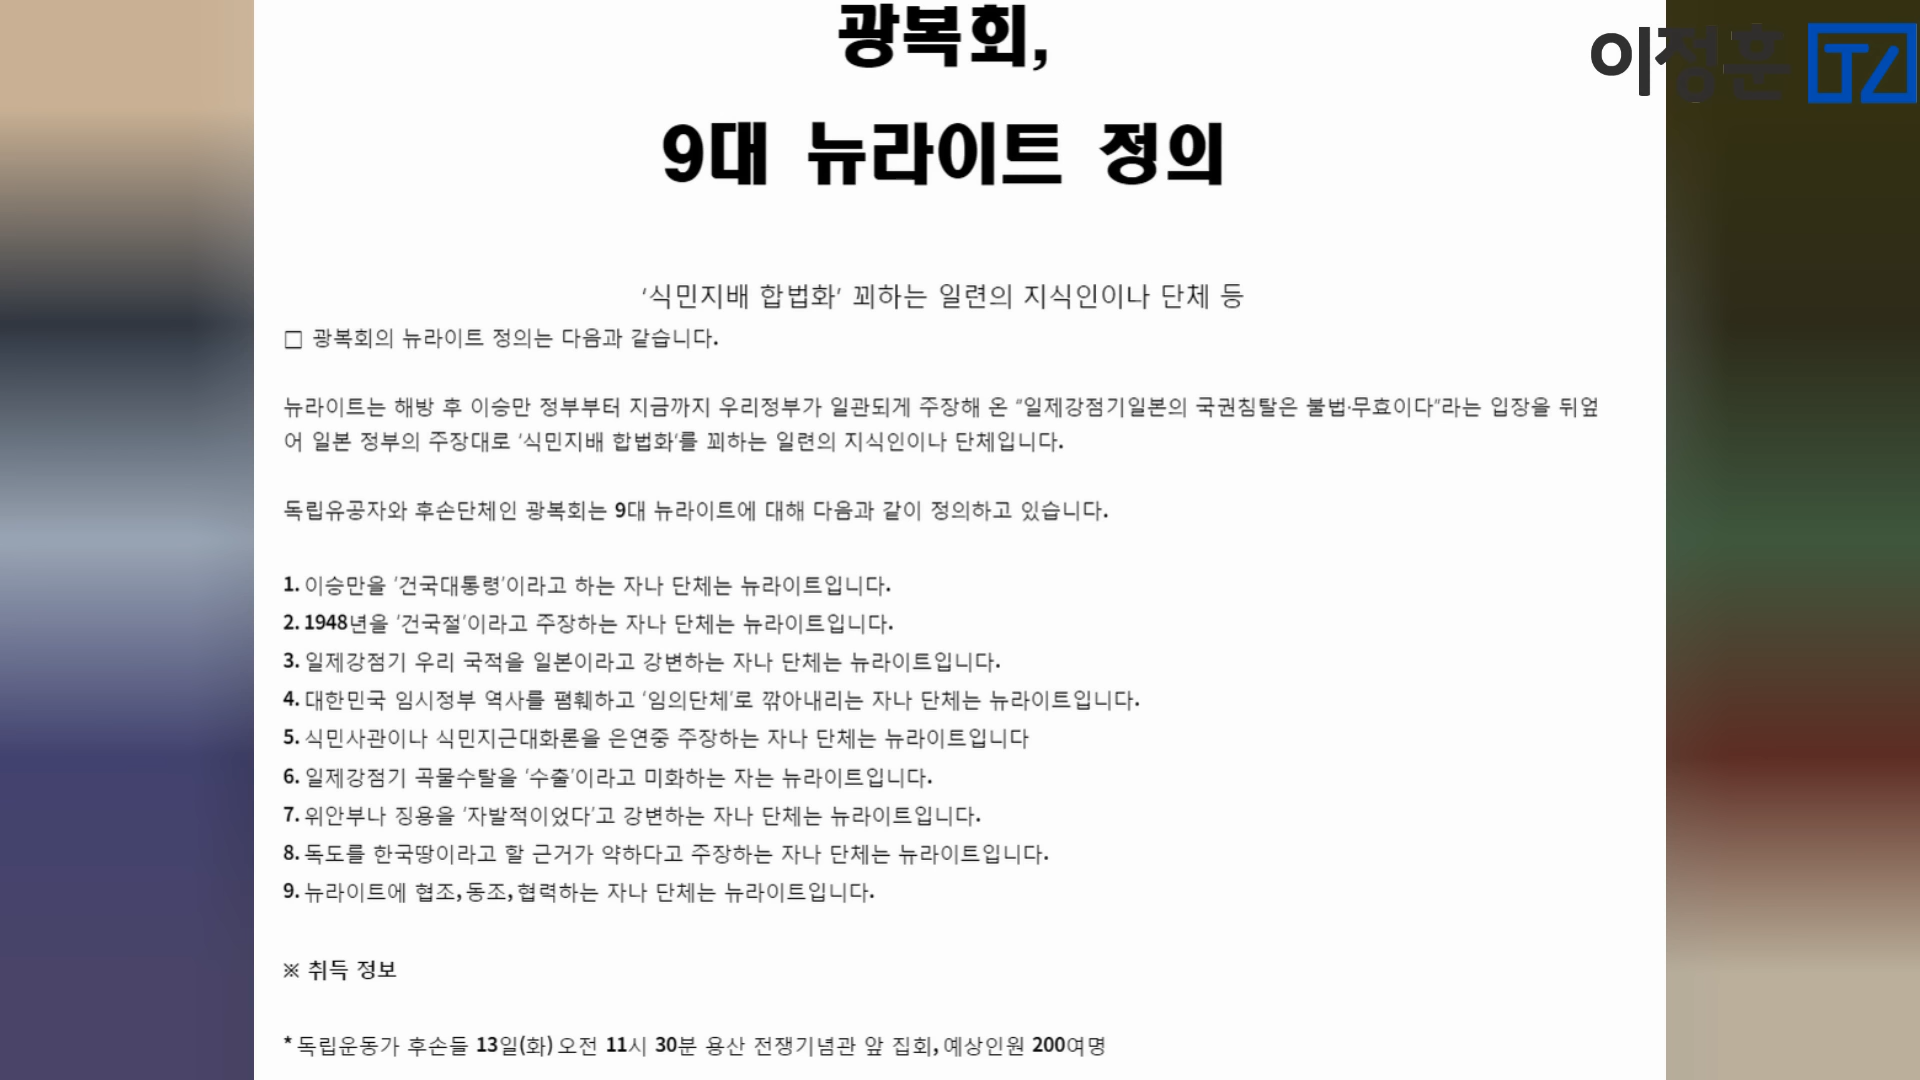 광복회,
이정훈 TV
9대 뉴라이트 정의
‘식민지배 합법화’ 꾀하는 일련의 지식인이나 단체 등
□ 광복회의 뉴라이트 정의는 다음과 같습니다.
뉴라이트는 해방 후 이승만 정부부터 지금까지 우리정부가 일관되게 주장해 온 “일제강점기일본의 국권침탈은 불법·무효이다”라는 입장을 뒤엎
어 일본 정부의 주장대로 ‘식민지배 합법화’를 꾀하는 일련의 지식인이나 단체입니다.
독립유공자와 후손단체인 광복회는 9대 뉴라이트에 대해 다음과 같이 정의하고 있습니다.
1. 이승만을 ‘건국대통령’이라고 하는 자나 단체는 뉴라이트입니다.
2. 1948년을 ‘건국절’이라고 주장하는 자나 단체는 뉴라이트입니다.
3. 일제강점기 우리 국적을 일본이라고 강변하는 자나 단체는 뉴라이트입니다.
4. 대한민국 임시정부 역사를 폄훼하고 ‘임의단체’로 깎아내리는 자나 단체는 뉴라이트입니다.
5. 식민사관이나 식민지근대화론을 은연중 주장하는 자나 단체는 뉴라이트입니다
6. 일제강점기 곡물수탈을 ‘수출’이라고 미화하는 자는 뉴라이트입니다.
7. 위안부나 징용을 ‘자발적이었다’고 강변하는 자나 단체는 뉴라이트입니다.
8. 독도를 한국땅이라고 할 근거가 약하다고 주장하는 자나 단체는 뉴라이트입니다.
9. 뉴라이트에 협조, 동조, 협력하는 자나 단체는 뉴라이트입니다.
※ 취득 정보
* 독립운동가 후손들 13일(화) 오전 11시 30분 용산 전쟁기념관 앞 집회, 예상인원 200여명